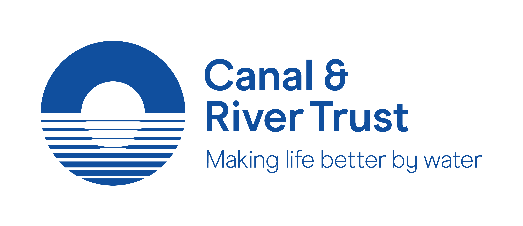 Canal &
River Trust
Making life better by water